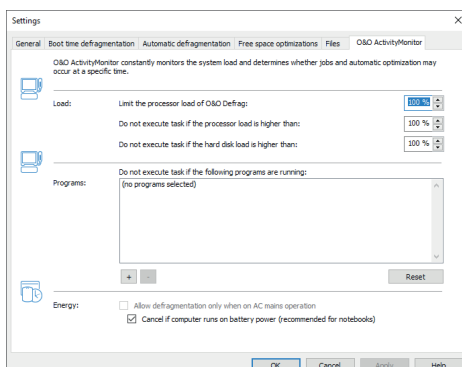 Settings
General Boot time defragmentation Automatic defragmentation Free space optimizations Files O&O ActivityMonitor
O&O ActivityMonitor constantly monitors the system load and determines whether jobs and automatic optimization may
occur at a specific time.
Load: Limit the processor load of O&O Defrag: 100 %
Do not execute task if the processor load is higher than: 100 %
Do not execute task if the hard disk load is higher than: 100 %
Do not execute task if the following programs are running:
Programs: (no programs selected)
+ - Reset
Energy: Allow defragmentation only when on AC mains operation
Cancel if computer runs on battery power (recommended for notebooks)
OK Cancel Apply Help